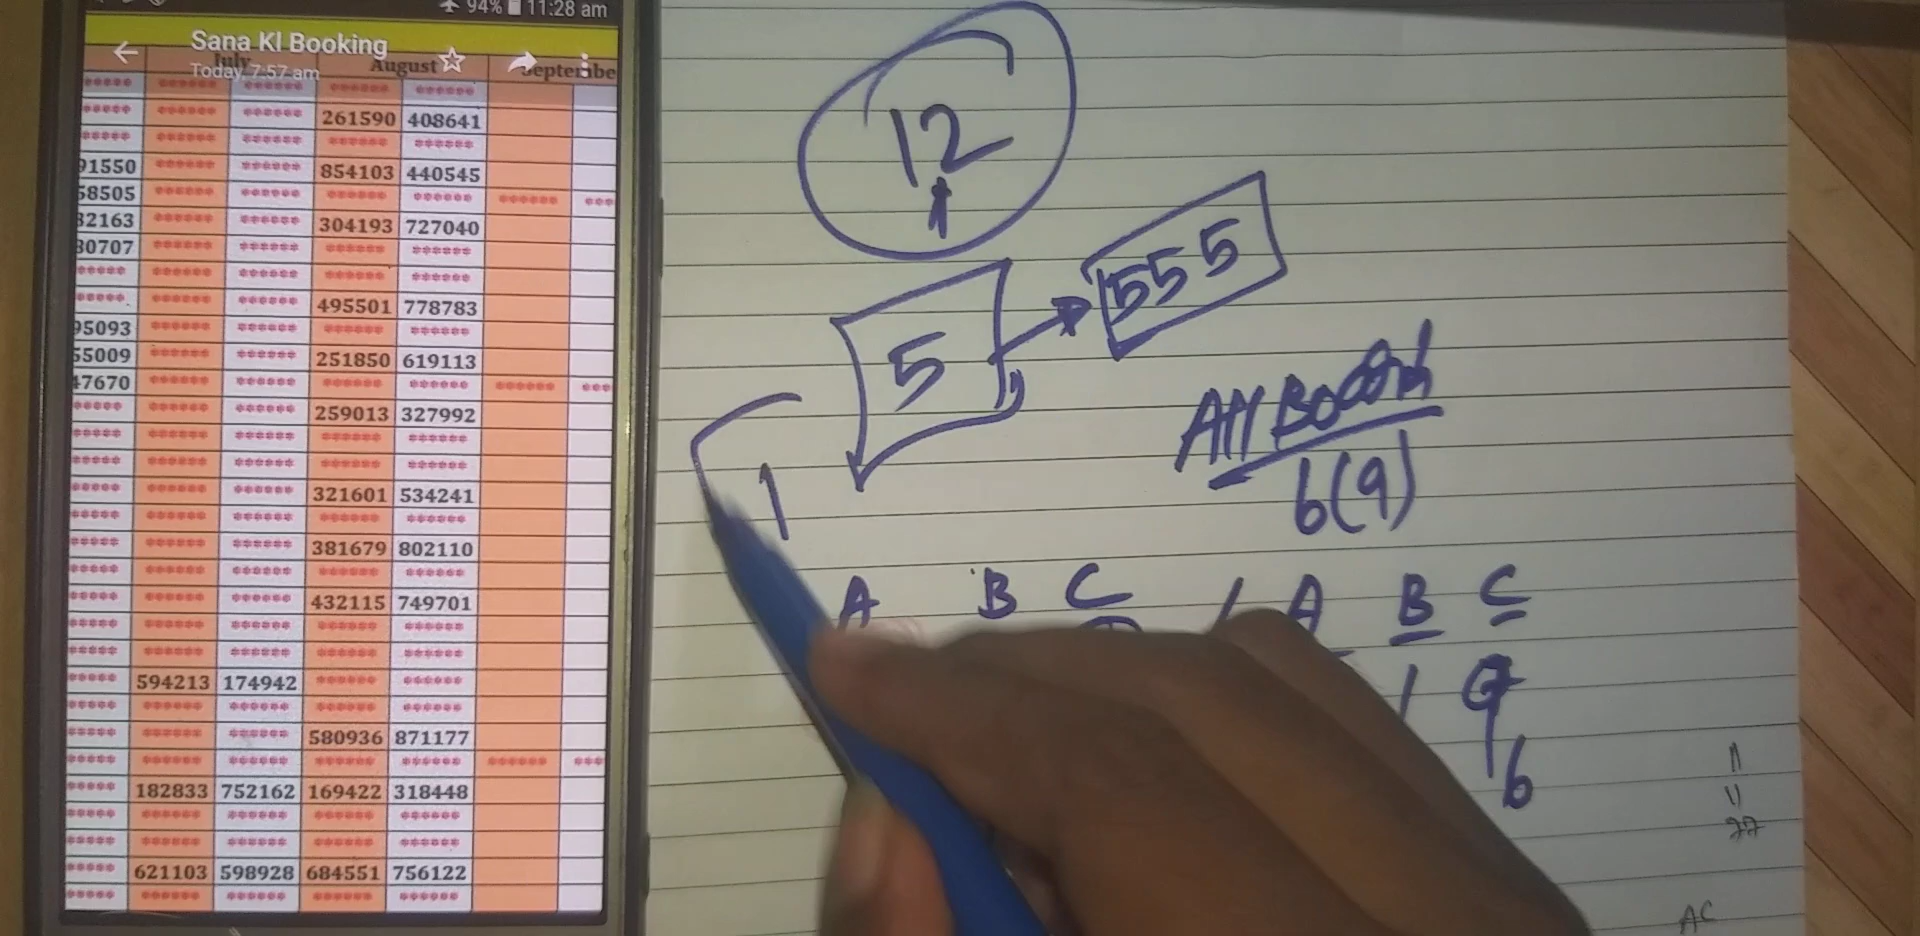 94% 11:28 am
Sana KI Booking
Today, 7:57 am
July August September
****** ****** ****** ****** ******
****** ****** ****** 261590 408641
****** ****** ****** ****** ******
91550 ****** ****** 854103 440545
58505 ****** ****** ****** ****** ****** ***
32163 ****** ****** 304193 727040
30707 ****** ****** ****** ******
***** ****** ****** ****** ******
***** ****** ****** 495501 778783
95093 ****** ****** ****** ******
55009 ****** ****** 251850 619113
47670 ****** ****** ****** ****** ****** ***
***** ****** ****** 259013 327992
***** ****** ****** ****** ******
***** ****** ****** ****** ******
***** ****** ****** 321601 534241
***** ****** ****** ****** ******
***** ****** ****** 381679 802110
***** ****** ****** ****** ******
***** ****** ****** 432115 749701
***** ****** ****** ****** ******
***** ****** ****** ****** ******
***** 594213 174942 ****** ******
***** ****** ****** ****** ******
***** ****** ****** 580936 871177
***** ****** ****** ****** ****** ****** ***
***** 182833 752162 169422 318448
***** ****** ****** ****** ******
***** ****** ****** ****** ******
***** 621103 598928 684551 756122
***** ****** ****** ****** ******
12
5 555
1
All
6(9)
A B C A B C
1 9
6
AC